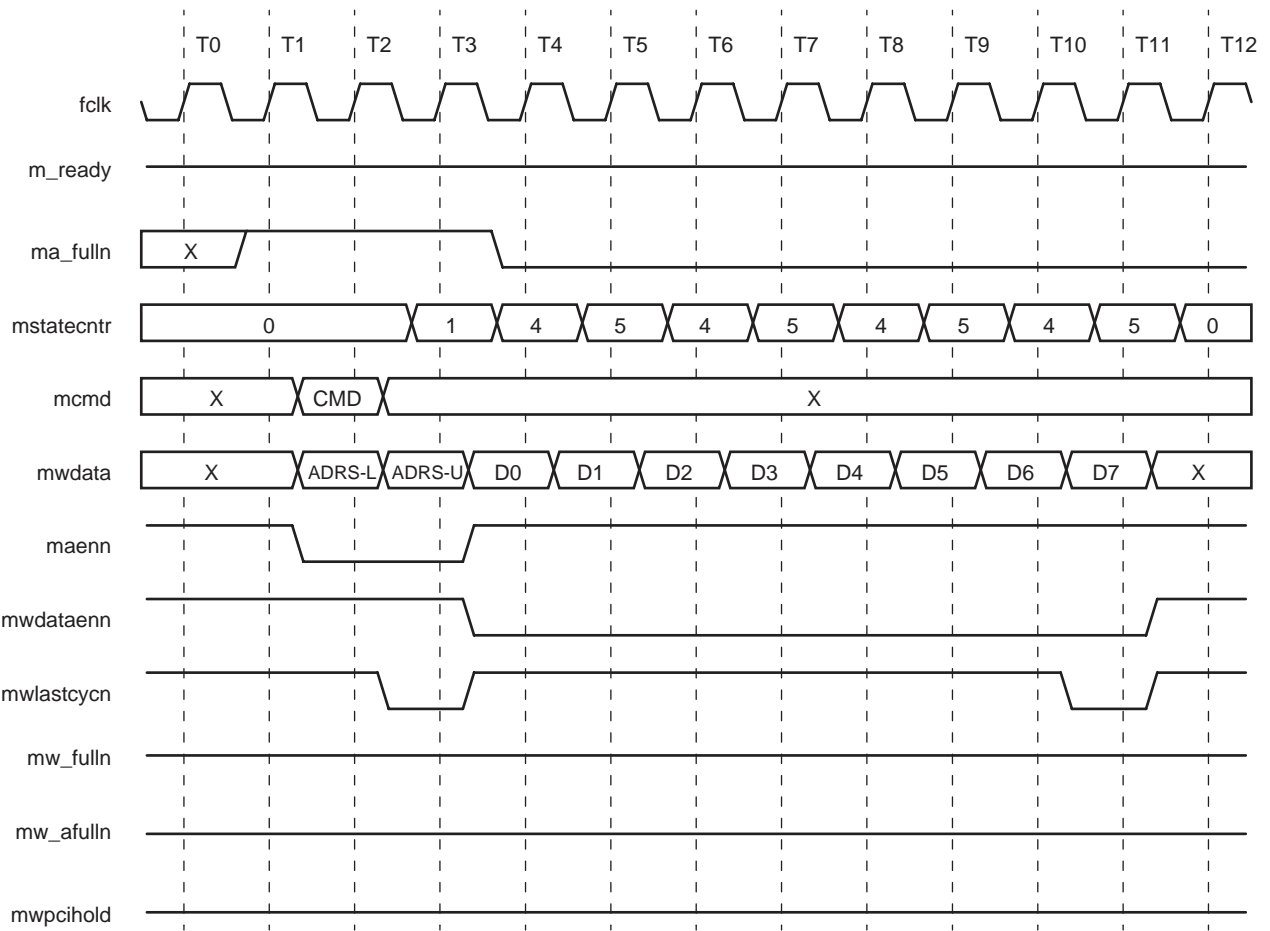 T0 T1 T2 T3 T4 T5 T6 T7 T8 T9 T10 T11 T12
fclk
m_ready
ma_fulln X
mstatecntr 0 1 4 5 4 5 4 5 4 5 0
mcmd X CMD X
mwdata X ADRS-L ADRS-U D0 D1 D2 D3 D4 D5 D6 D7 X
maenn
mwdataenn
mwlastcycn
mw_fulln
mw_afulln
mwpcihold